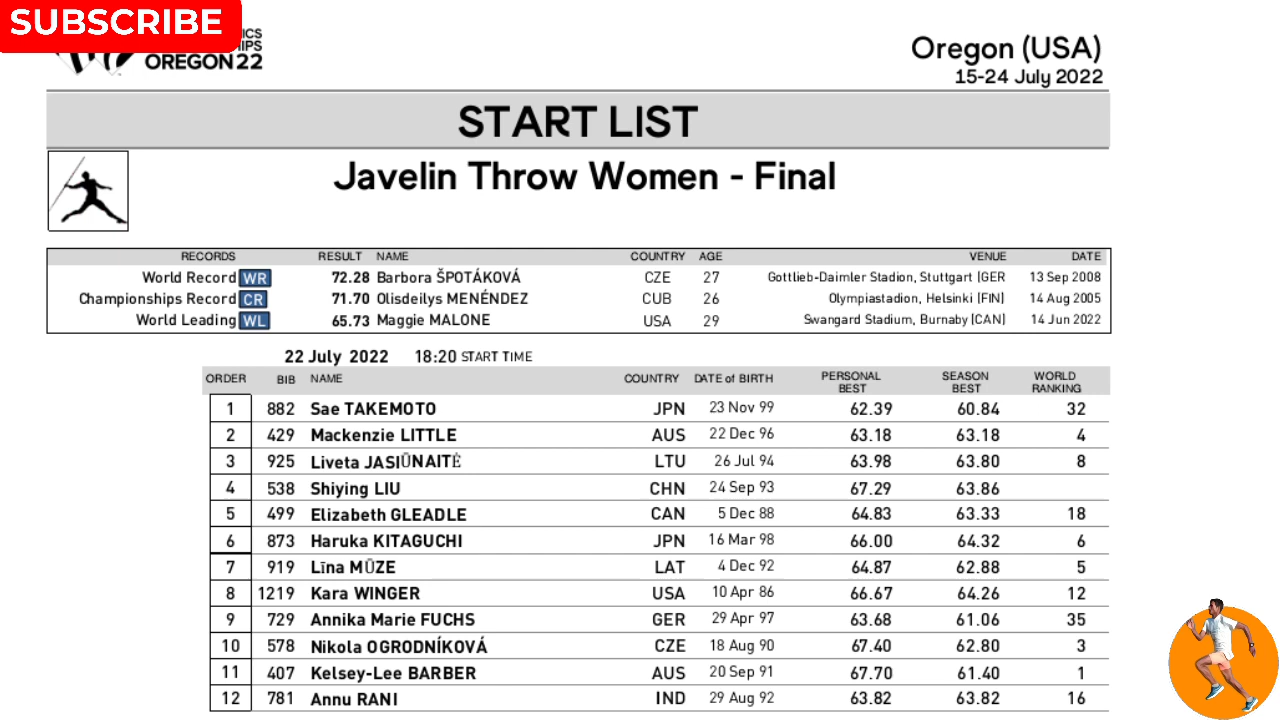 SUBSCRIBE
OREGON22
Oregon (USA)
15-24 July 2022
START LIST
Javelin Throw Women - Final
RECORDS RESULT NAME COUNTRY AGE VENUE DATE
World Record WR 72.28 Barbora ŠPOTÁKOVÁ CZE 27 Gottlieb-Daimler Stadion, Stuttgart (GER 13 Sep 2008
Championships Record CR 71.70 Olisdeilys MENÉNDEZ CUB 26 Olympiastadion, Helsinki (FIN) 14 Aug 2005
World Leading WL 65.73 Maggie MALONE USA 29 Swangard Stadium, Burnaby (CAN) 14 Jun 2022
22 July 2022 18:20 START TIME
ORDER BIB NAME COUNTRY DATE of BIRTH PERSONAL BEST SEASON BEST WORLD RANKING
1 882 Sae TAKEMOTO JPN 23 Nov 99 62.39 60.84 32
2 429 Mackenzie LITTLE AUS 22 Dec 96 63.18 63.18 4
3 925 Liveta JASIŪNAITĖ LTU 26 Jul 94 63.98 63.80 8
4 538 Shiying LIU CHN 24 Sep 93 67.29 63.86
5 499 Elizabeth GLEADLE CAN 5 Dec 88 64.83 63.33 18
6 873 Haruka KITAGUCHI JPN 16 Mar 98 66.00 64.32 6
7 919 Līna MŪZE LAT 4 Dec 92 64.87 62.88 5
8 1219 Kara WINGER USA 10 Apr 86 66.67 64.26 12
9 729 Annika Marie FUCHS GER 29 Apr 97 63.68 61.06 35
10 578 Nikola OGRODNÍKOVÁ CZE 18 Aug 90 67.40 62.80 3
11 407 Kelsey-Lee BARBER AUS 20 Sep 91 67.70 61.40 1
12 781 Annu RANI IND 29 Aug 92 63.82 63.82 16